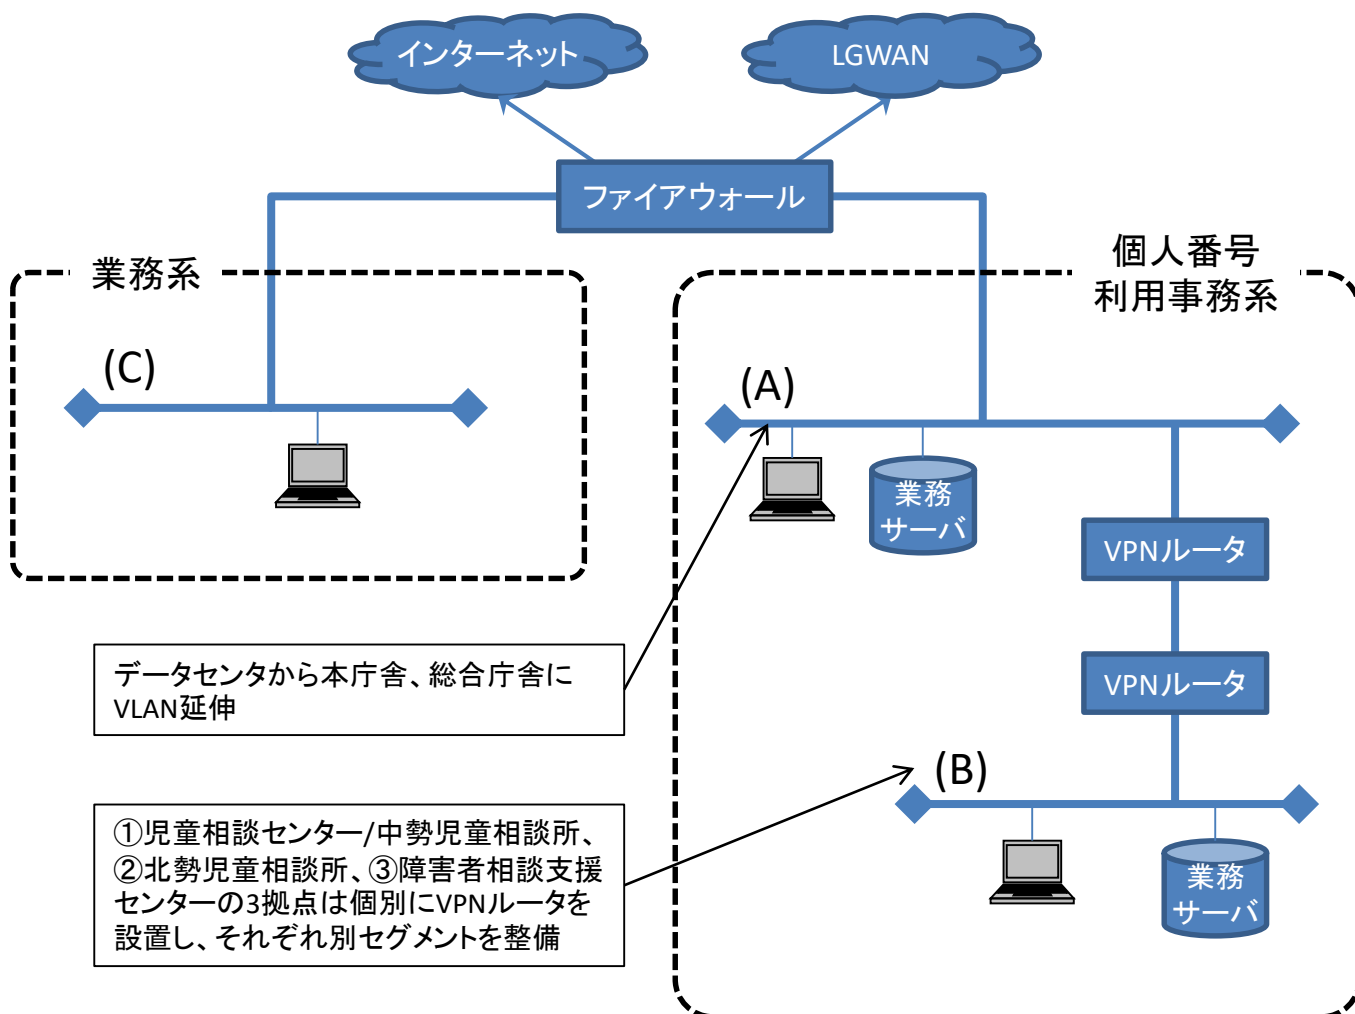 インターネット
LGWAN
ファイアウォール
業務系
個人番号
利用事務系
(C)
(A)
業務
サーバ
VPNルータ
データセンタから本庁舎、総合庁舎に
VLAN延伸
VPNルータ
(B)
①児童相談センター/中勢児童相談所、
②北勢児童相談所、③障害者相談支援
センターの3拠点は個別にVPNルータを
設置し、それぞれ別セグメントを整備
業務
サーバ